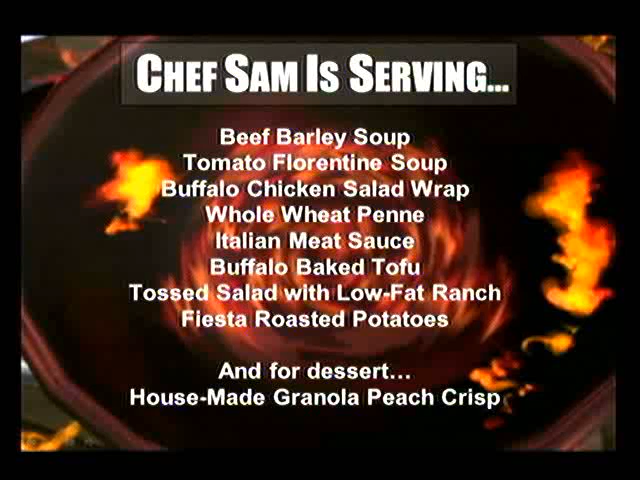 CHEF SAM IS SERVING...
Beef Barley Soup
Tomato Florentine Soup
Buffalo Chicken Salad Wrap
Whole Wheat Penne
Italian Meat Sauce
Buffalo Baked Tofu
Tossed Salad with Low-Fat Ranch
Fiesta Roasted Potatoes
And for dessert...
House-Made Granola Peach Crisp